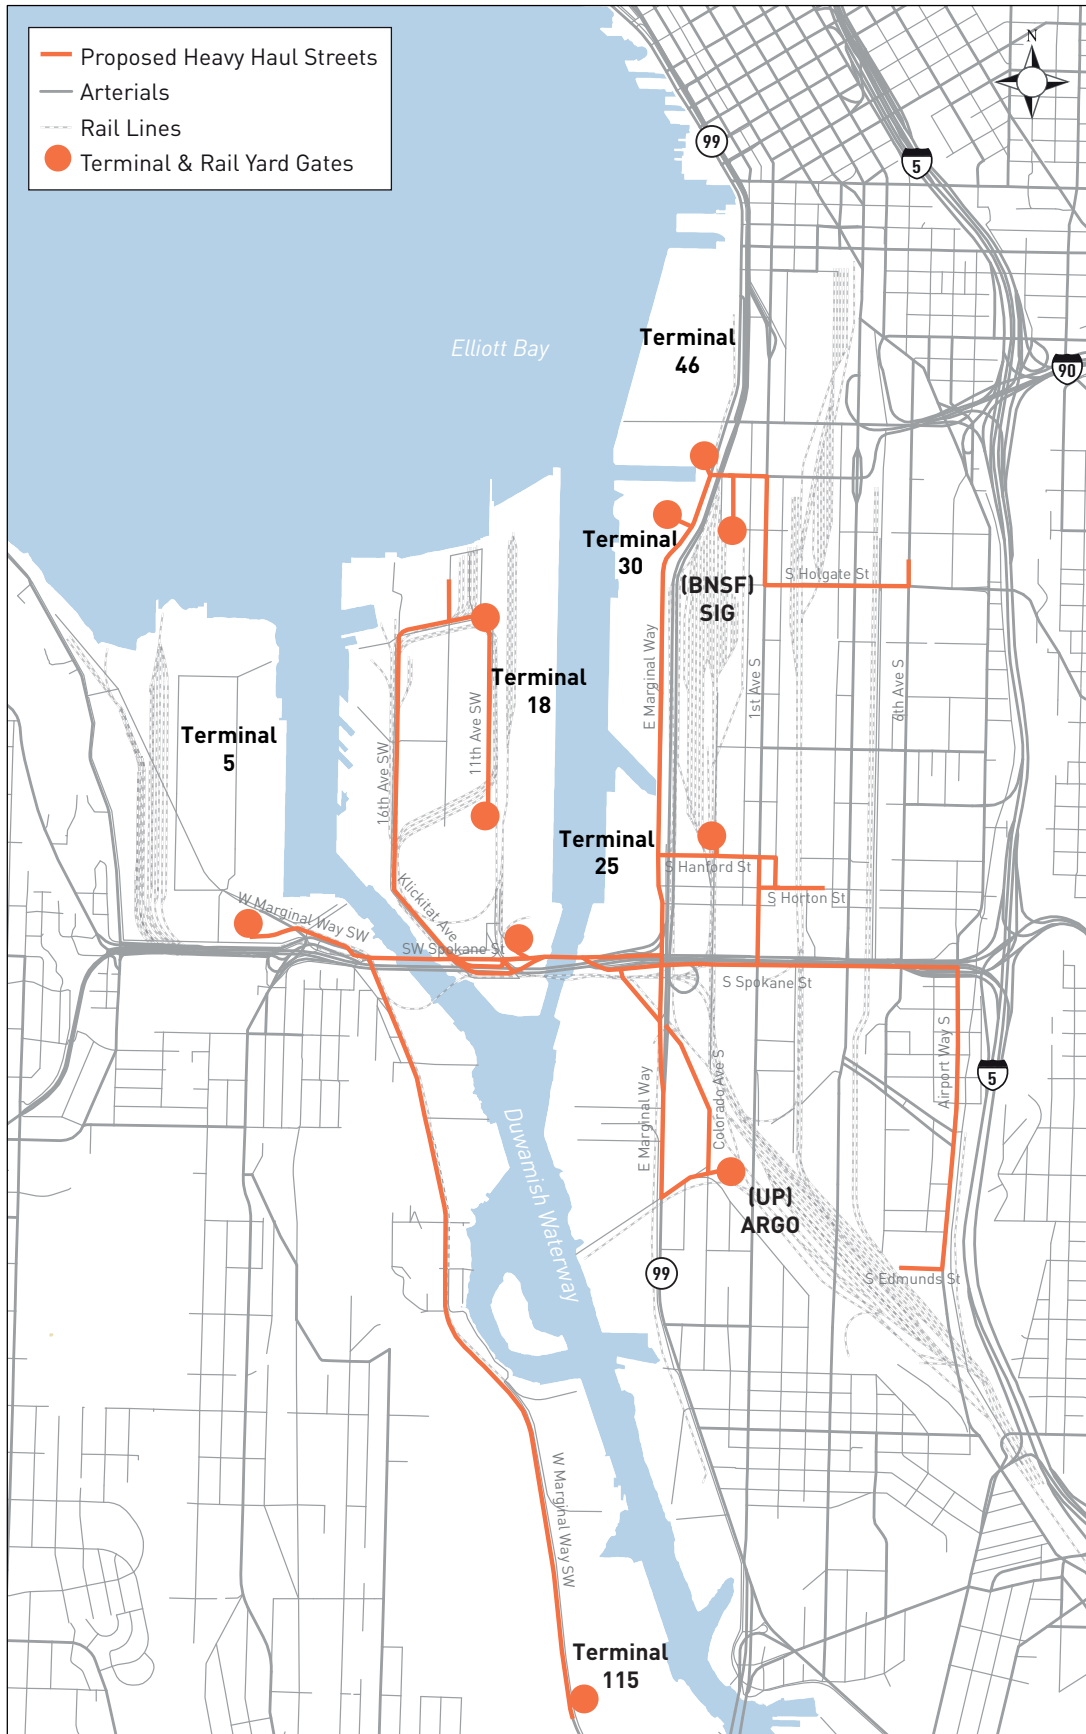 Proposed Heavy Haul Streets
Arterials
Rail Lines
Terminal & Rail Yard Gates
N
99
5
Elliott Bay
Terminal
46
90
Terminal
30
(BNSF)
SIG
S Holgate St
E Marginal Way
1st Ave S
6th Ave S
Terminal
18
11th Ave SW
16th Ave SW
Terminal
5
Terminal
25
S Hanford St
S Horton St
Klickitat Ave
W Marginal Way SW
SW Spokane St
S Spokane St
Airport Way S
5
Colorado Ave S
E Marginal Way
Duwamish Waterway
(UP)
ARGO
99
S Edmunds St
W Marginal Way SW
Terminal
115